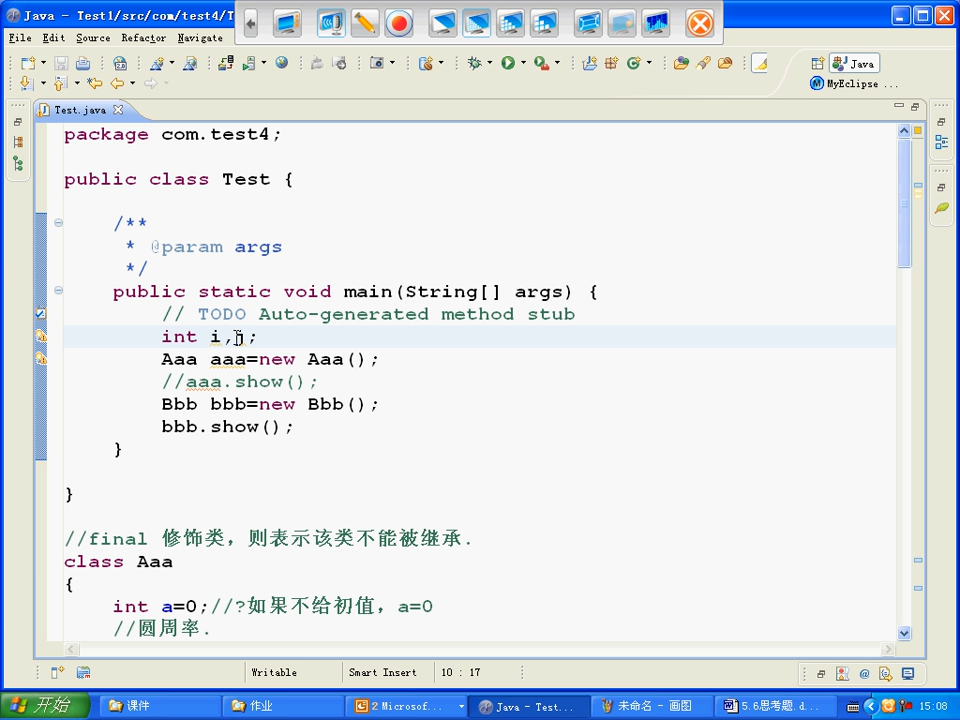 Java - Test1/src/com/test4/T
File Edit Source Refactor Navigate
Java
MyEclipse ...
Test.java
package com.test4;
public class Test {
/**
* @param args
*/
public static void main(String[] args) {
// TODO Auto-generated method stub
int i,j;
Aaa aaa=new Aaa();
//aaa.show();
Bbb bbb=new Bbb();
bbb.show();
}
}
//final 修饰类，则表示该类不能被继承.
class Aaa
{
int a=0;//?如果不给初值，a=0
//圆周率.
Writable Smart Insert 10 : 17
开始 课件 作业 2 Microsof... Java - Test... 未命名 - 画图 5.6思考题.d... 15:08